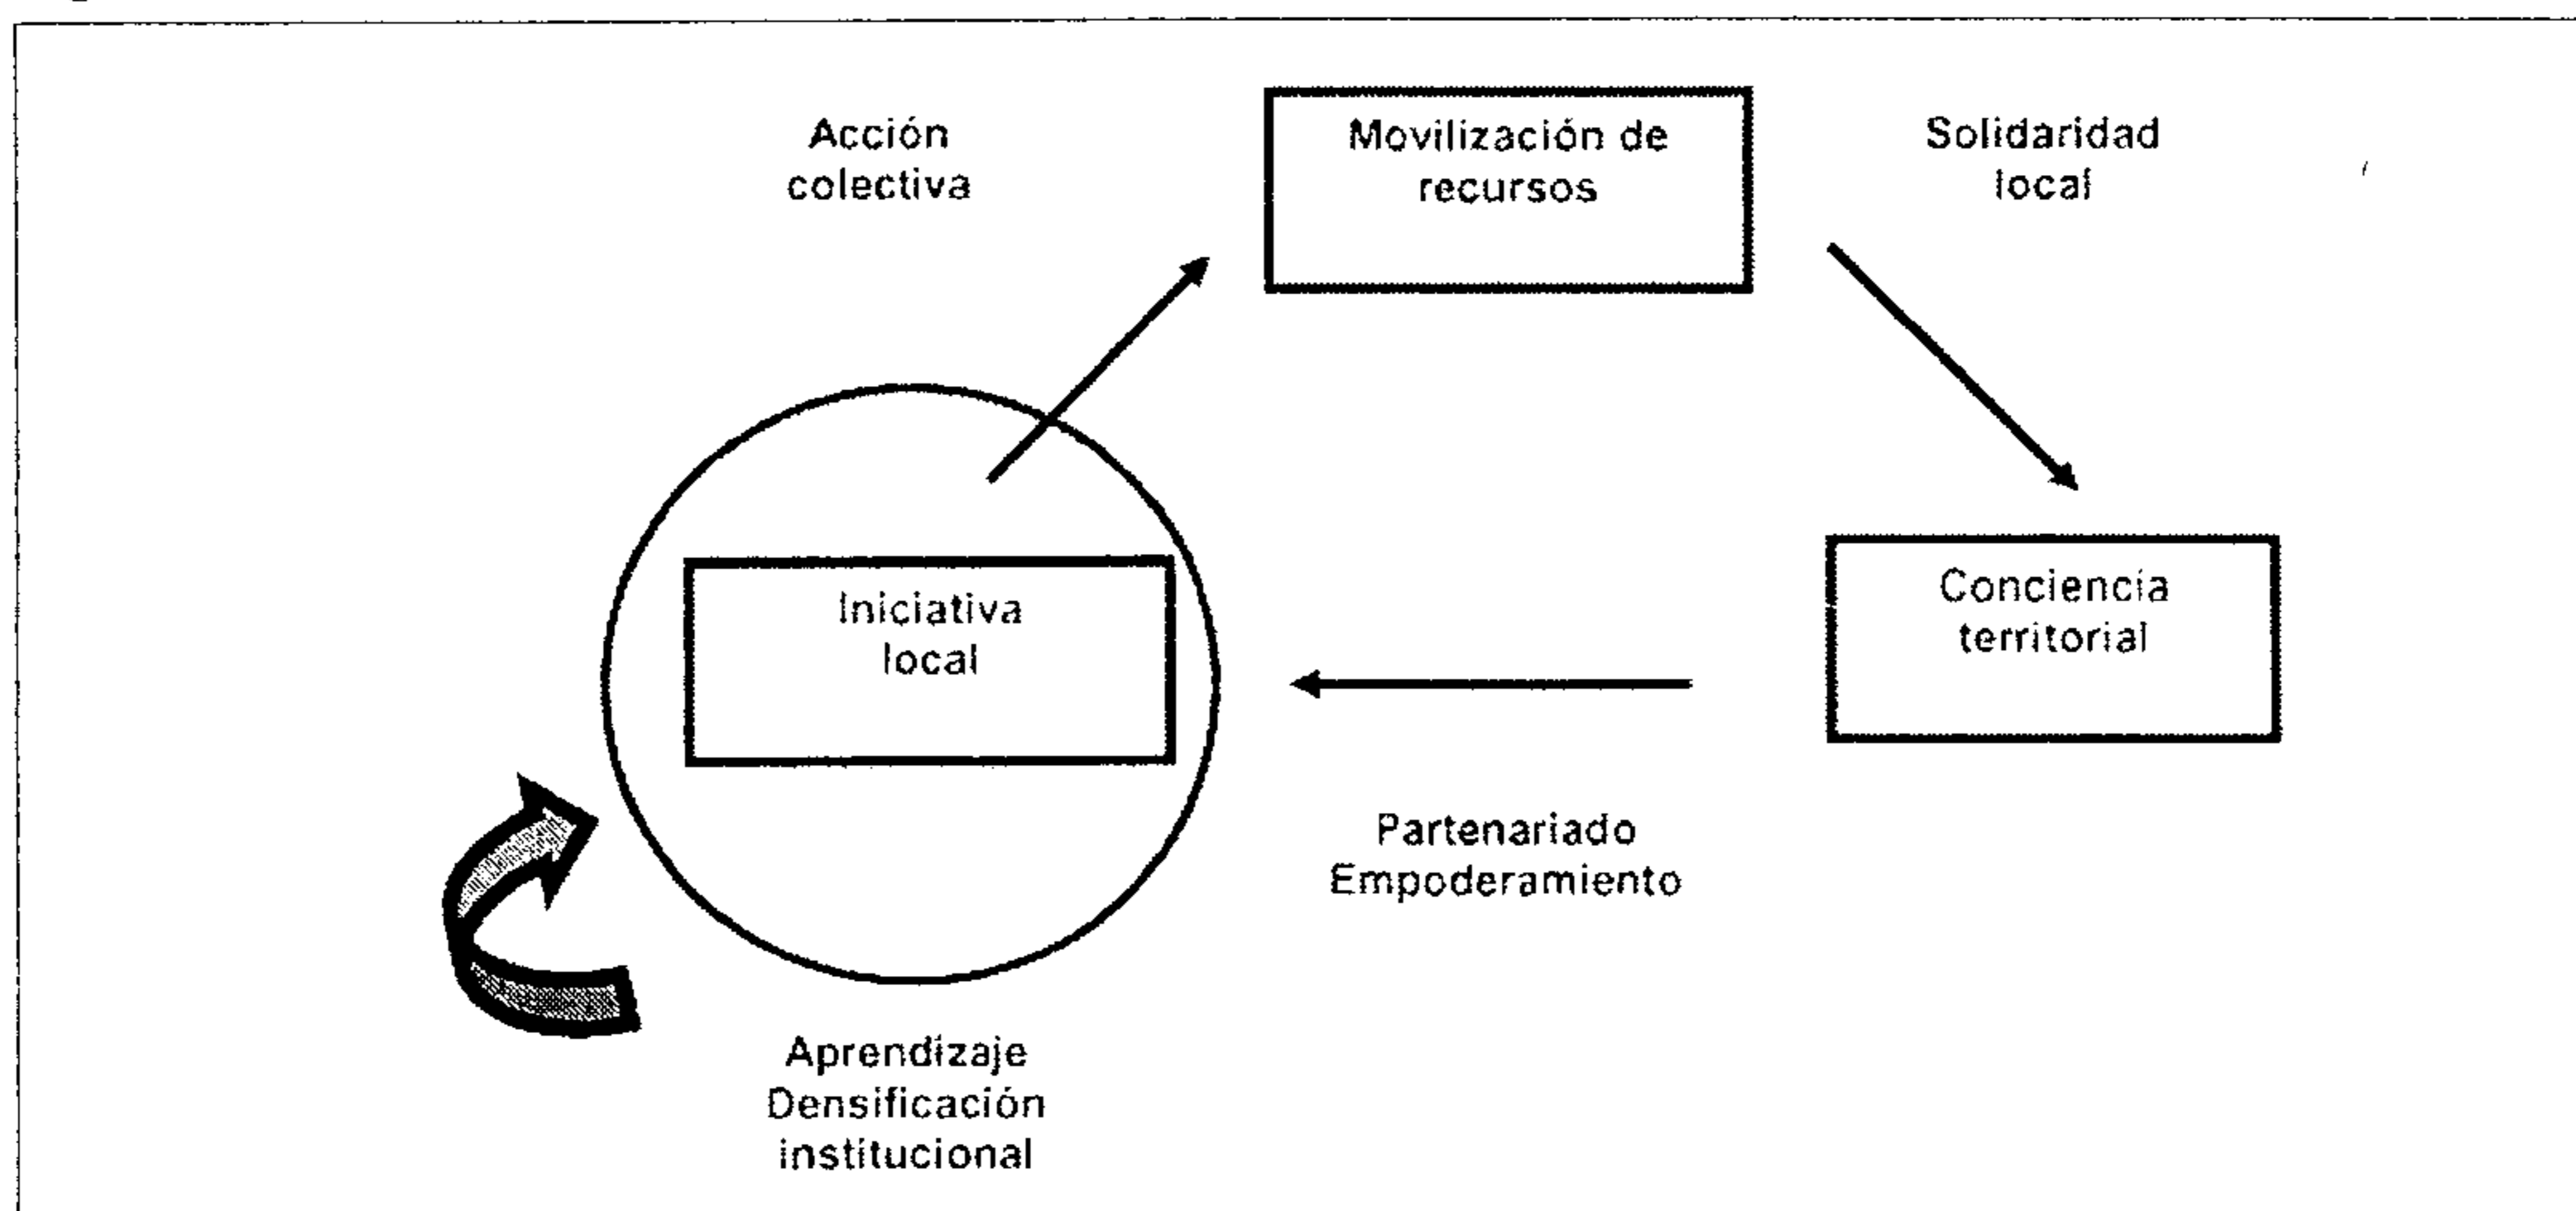 Acción
colectiva
Movilización de
recursos
Solidaridad
local
Iniciativa
local
Conciencia
territorial
Partenariado
Empoderamiento
Aprendizaje
Densificación
institucional